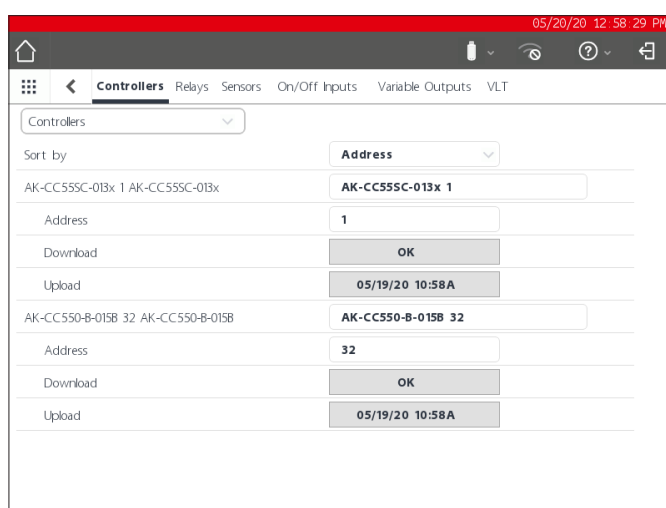 05/20/20 12:58:29 PM
Controllers Relays Sensors On/Off Inputs Variable Outputs VLT
Controllers
Sort by Address
AK-CC55SC-013x 1 AK-CC55SC-013x AK-CC55SC-013x 1
Address 1
Download OK
Upload 05/19/20 10:58A
AK-CC550-B-015B 32 AK-CC550-B-015B AK-CC550-B-015B 32
Address 32
Download OK
Upload 05/19/20 10:58A